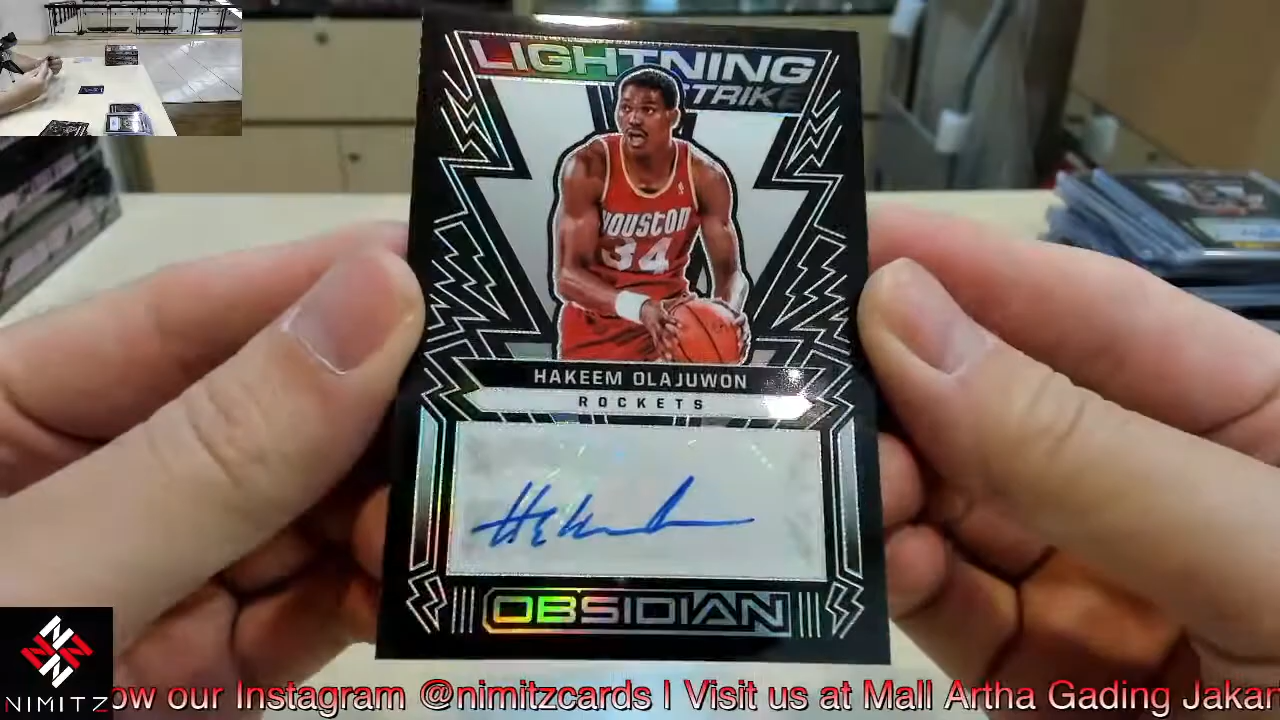 LIGHTNING
STRIKE
HOUSTON
34
HAKEEM OLAJUWON
ROCKETS
OBSIDIAN
NIMITZ
ow our Instagram @nimitzcards | Visit us at Mall Artha Gading Jakar